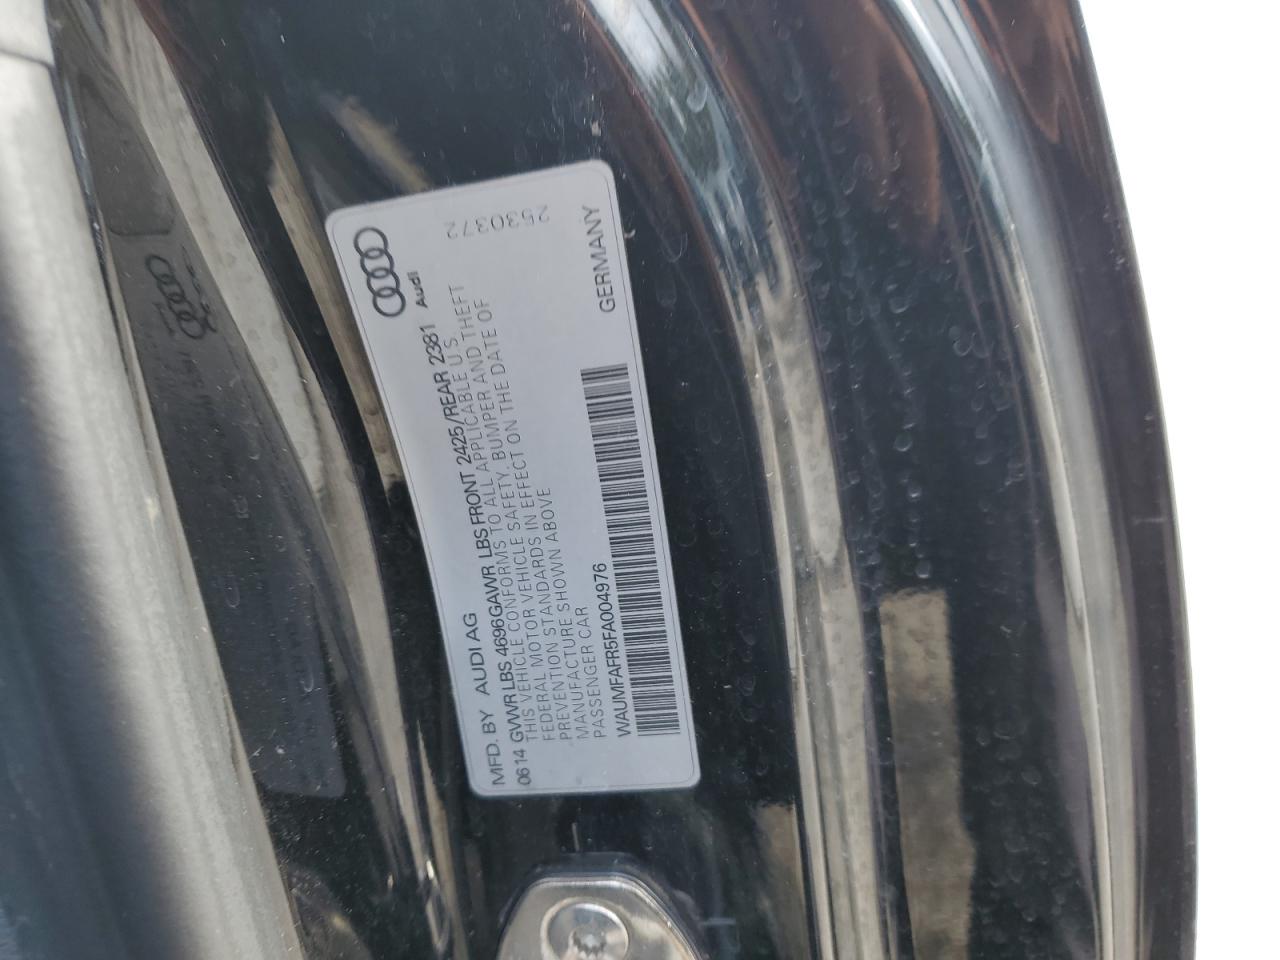 MFD. BY AUDI AG
Audi
0614 GVWR LBS 4696 GAWR LBS FRONT 2425/REAR 2381
THIS VEHICLE CONFORMS TO ALL APPLICABLE U.S.
FEDERAL MOTOR VEHICLE SAFETY, BUMPER AND THEFT
PREVENTION STANDARDS IN EFFECT ON THE DATE OF
MANUFACTURE SHOWN ABOVE
PASSENGER CAR
WAUMFAFR5FA004976
GERMANY
2530372